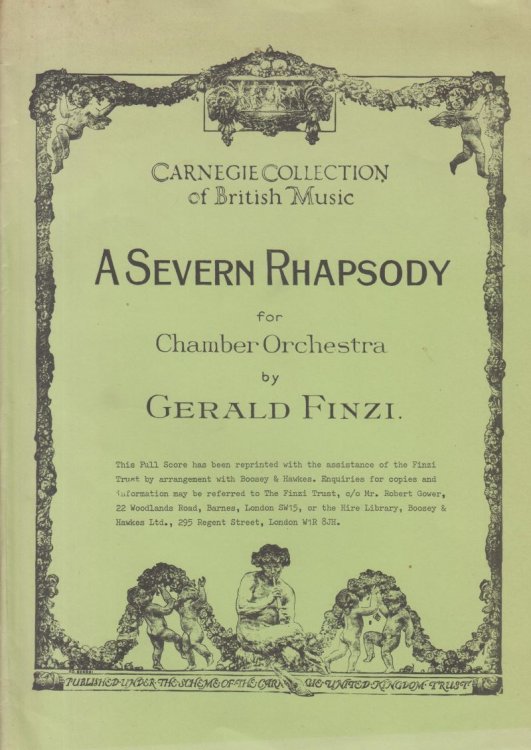 CARNEGIE COLLECTION
of British Music
A SEVERN RHAPSODY
for
Chamber Orchestra
by
GERALD FINZI.
This Full Score has been reprinted with the assistance of the Finzi
Trust by arrangement with Boosey & Hawkes. Enquiries for copies and
information may be referred to The Finzi Trust, c/o Mr. Robert Gower,
22 Woodlands Road, Barnes, London SW13, or the Hire Library, Boosey &
Hawkes Ltd., 295 Regent Street, London W1R 8JH.
PUBLISHED UNDER THE SCHEME OF THE UNITED KINGDOM TRUST